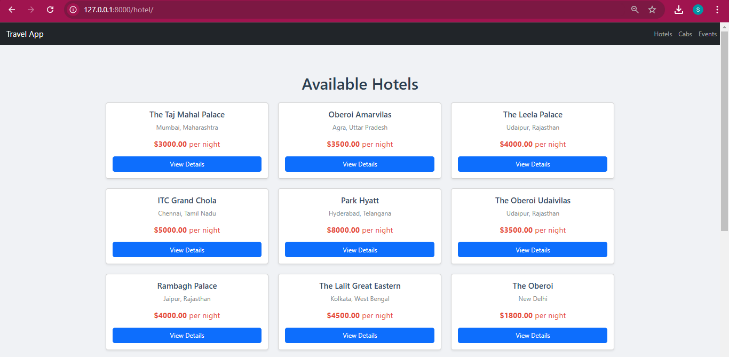 127.0.0.1:8000/hotel/
S
Travel App
Hotels Cabs Events
Available Hotels
The Taj Mahal Palace
Mumbai, Maharashtra
$3000.00 per night
View Details
Oberoi Amarvilas
Agra, Uttar Pradesh
$3500.00 per night
View Details
The Leela Palace
Udaipur, Rajasthan
$4000.00 per night
View Details
ITC Grand Chola
Chennai, Tamil Nadu
$5000.00 per night
View Details
Park Hyatt
Hyderabad, Telangana
$8000.00 per night
View Details
The Oberoi Udaivilas
Udaipur, Rajasthan
$3500.00 per night
View Details
Rambagh Palace
Jaipur, Rajasthan
$4000.00 per night
View Details
The Lalit Great Eastern
Kolkata, West Bengal
$4500.00 per night
View Details
The Oberoi
New Delhi
$1800.00 per night
View Details